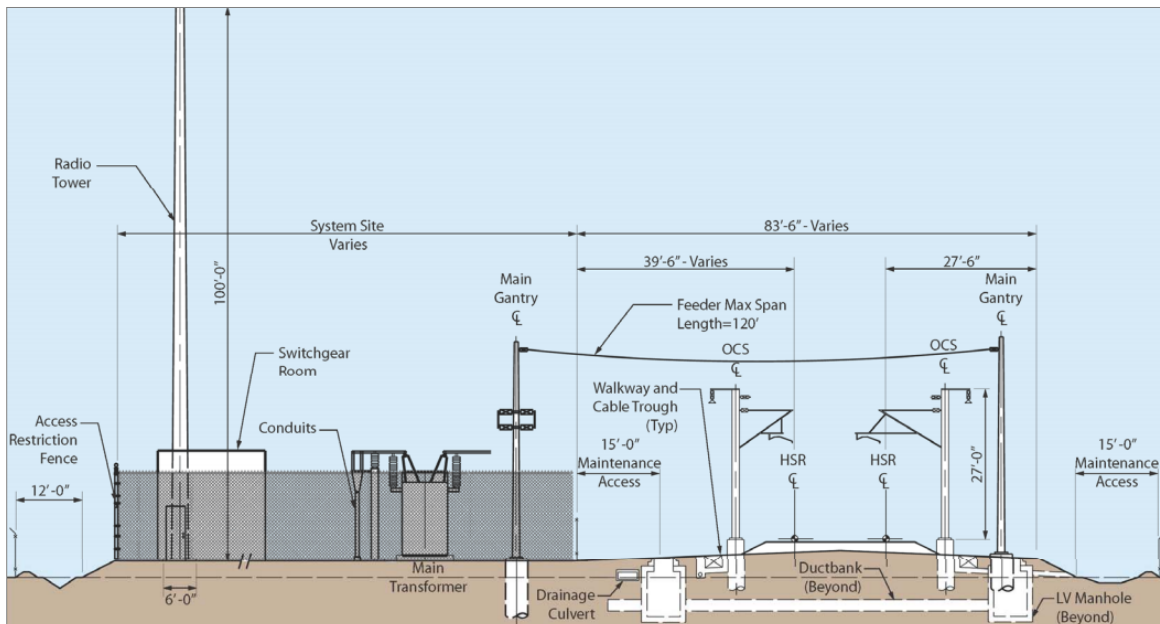 Radio
Tower
100'-0"
System Site
Varies
83'-6" - Varies
39'-6" - Varies
27'-6"
Main
Gantry
℄
Feeder Max Span
Length=120'
Main
Gantry
℄
OCS
℄
OCS
℄
Switchgear
Room
Access
Restriction
Fence
Conduits
Walkway and
Cable Trough
(Typ)
12'-0"
15'-0"
Maintenance
Access
HSR
℄
HSR
℄
27'-0"
15'-0"
Maintenance
Access
6'-0"
Main
Transformer
Drainage
Culvert
Ductbank
(Beyond)
LV Manhole
(Beyond)